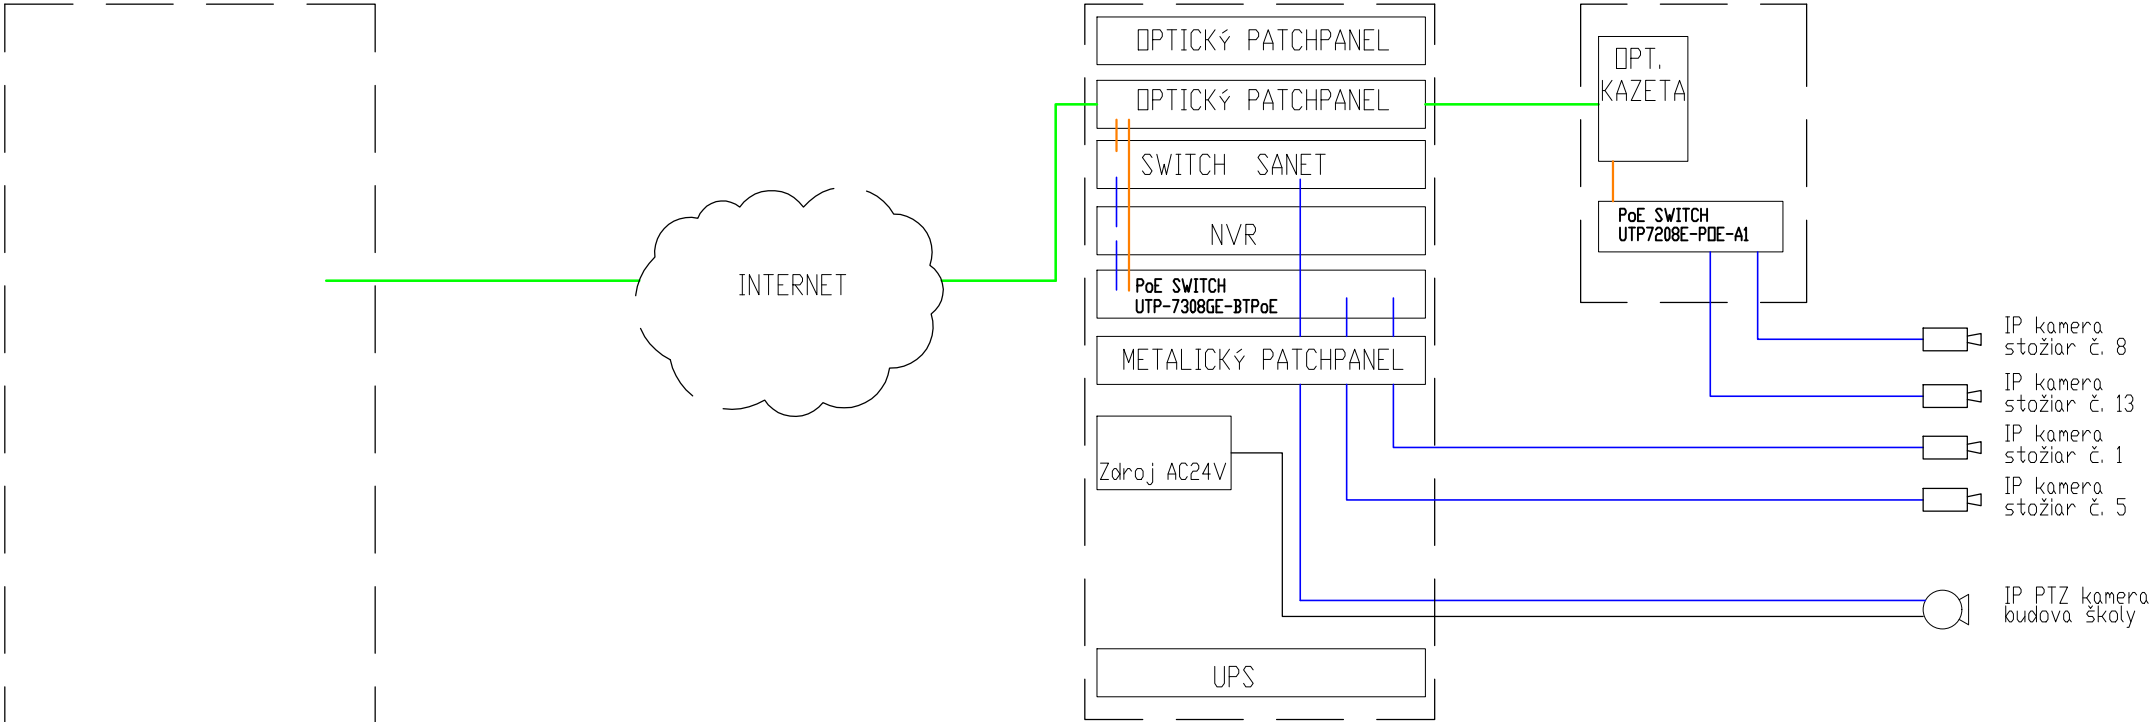 OPTICKÝ PATCHPANEL
OPTICKÝ PATCHPANEL
SWITCH SANET
NVR
PoE SWITCH
UTP-7308GE-BTPoE
METALICKÝ PATCHPANEL
Zdroj AC24V
UPS
INTERNET
OPT.
KAZETA
PoE SWITCH
UTP7208E-POE-A1
IP kamera
stožiar č. 8
IP kamera
stožiar č. 13
IP kamera
stožiar č. 1
IP kamera
stožiar č. 5
IP PTZ kamera
budova školy